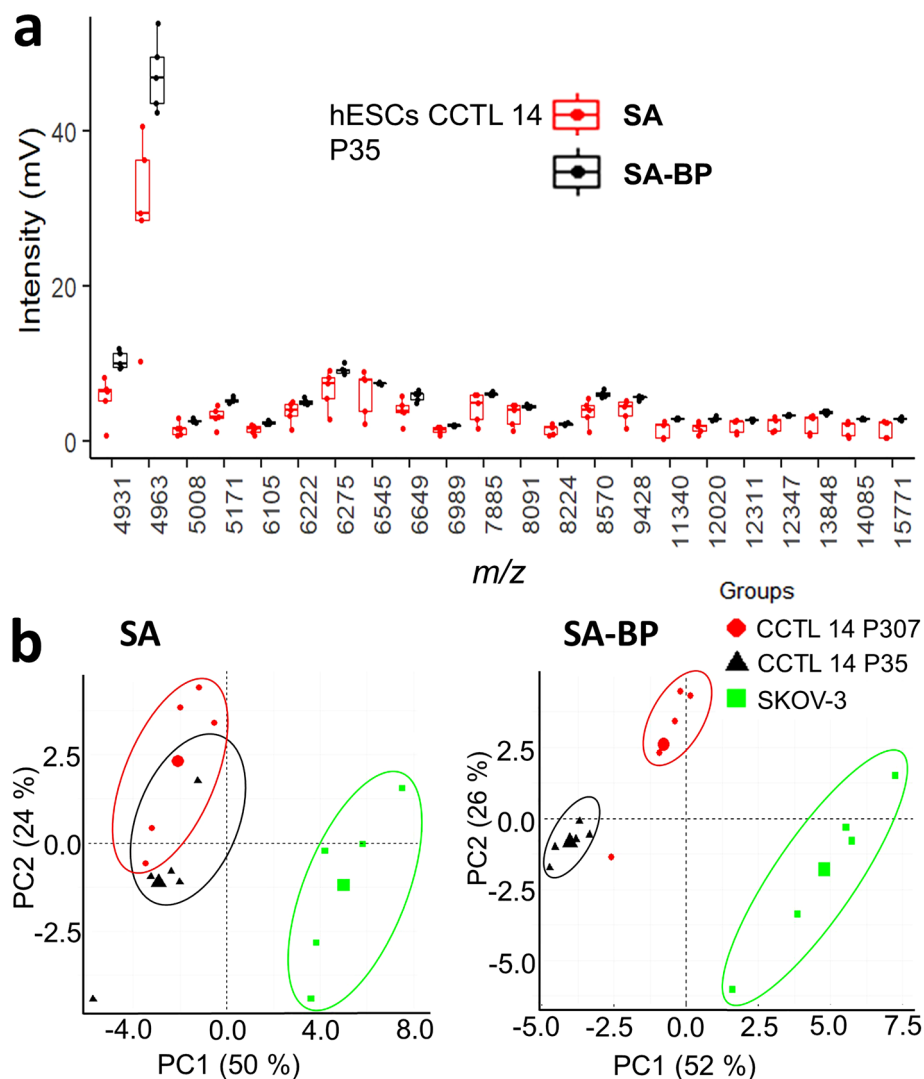 a
Intensity (mV)
40
20
0
hESCs CCTL 14
P35
SA
SA-BP
4931
4963
5008
5171
6105
6222
6275
6545
6649
6989
7885
8091
8224
8570
9428
11340
12020
12311
12347
13848
14085
15771
m/z
b
SA
PC2 (24 %)
2.5
0.0
-2.5
-4.0
0.0
4.0
8.0
PC1 (50 %)
SA-BP
PC2 (26 %)
2.5
0.0
-2.5
-5.0
-5.0
-2.5
0.0
2.5
5.0
7.5
PC1 (52 %)
Groups
CCTL 14 P307
CCTL 14 P35
SKOV-3